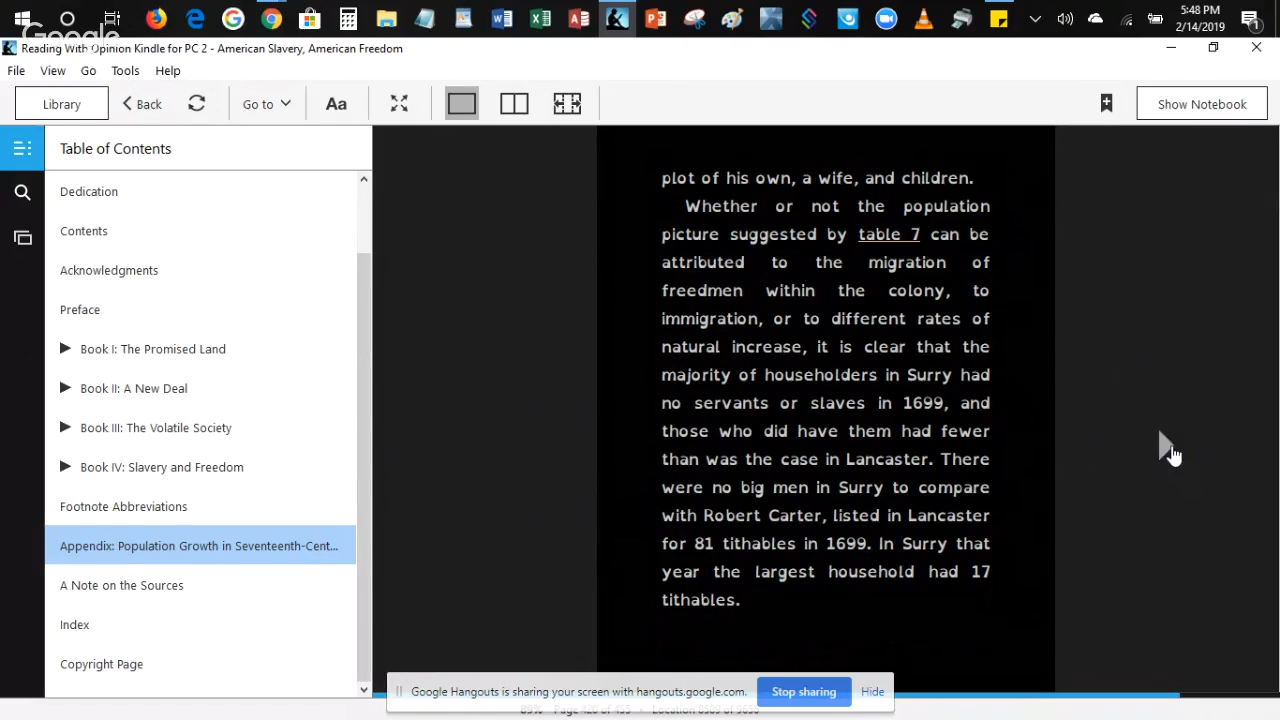 Google
5:48 PM
2/14/2019
Reading With Opinion Kindle for PC 2 - American Slavery, American Freedom
File View Go Tools Help
Library Back Go to Aa Show Notebook
Table of Contents
Dedication
Contents
Acknowledgments
Preface
Book I: The Promised Land
Book II: A New Deal
Book III: The Volatile Society
Book IV: Slavery and Freedom
Footnote Abbreviations
Appendix: Population Growth in Seventeenth-Cent...
A Note on the Sources
Index
Copyright Page
plot of his own, a wife, and children.
Whether or not the population
picture suggested by table 7 can be
attributed to the migration of
freedmen within the colony, to
immigration, or to different rates of
natural increase, it is clear that the
majority of householders in Surry had
no servants or slaves in 1699, and
those who did have them had fewer
than was the case in Lancaster. There
were no big men in Surry to compare
with Robert Carter, listed in Lancaster
for 81 tithables in 1699. In Surry that
year the largest household had 17
tithables.
Google Hangouts is sharing your screen with hangouts.google.com. Stop sharing Hide